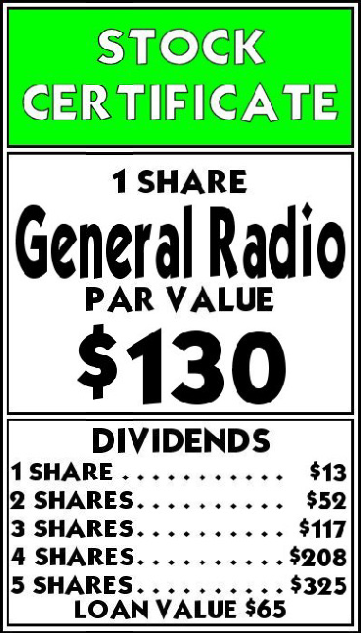 STOCK
CERTIFICATE
1 SHARE
General Radio
PAR VALUE
$130
DIVIDENDS
1 SHARE . . . . . . . . . . . $13
2 SHARES. . . . . . . . . . $52
3 SHARES. . . . . . . . . . $117
4 SHARES. . . . . . . . . . $208
5 SHARES. . . . . . . . . . $325
LOAN VALUE $65